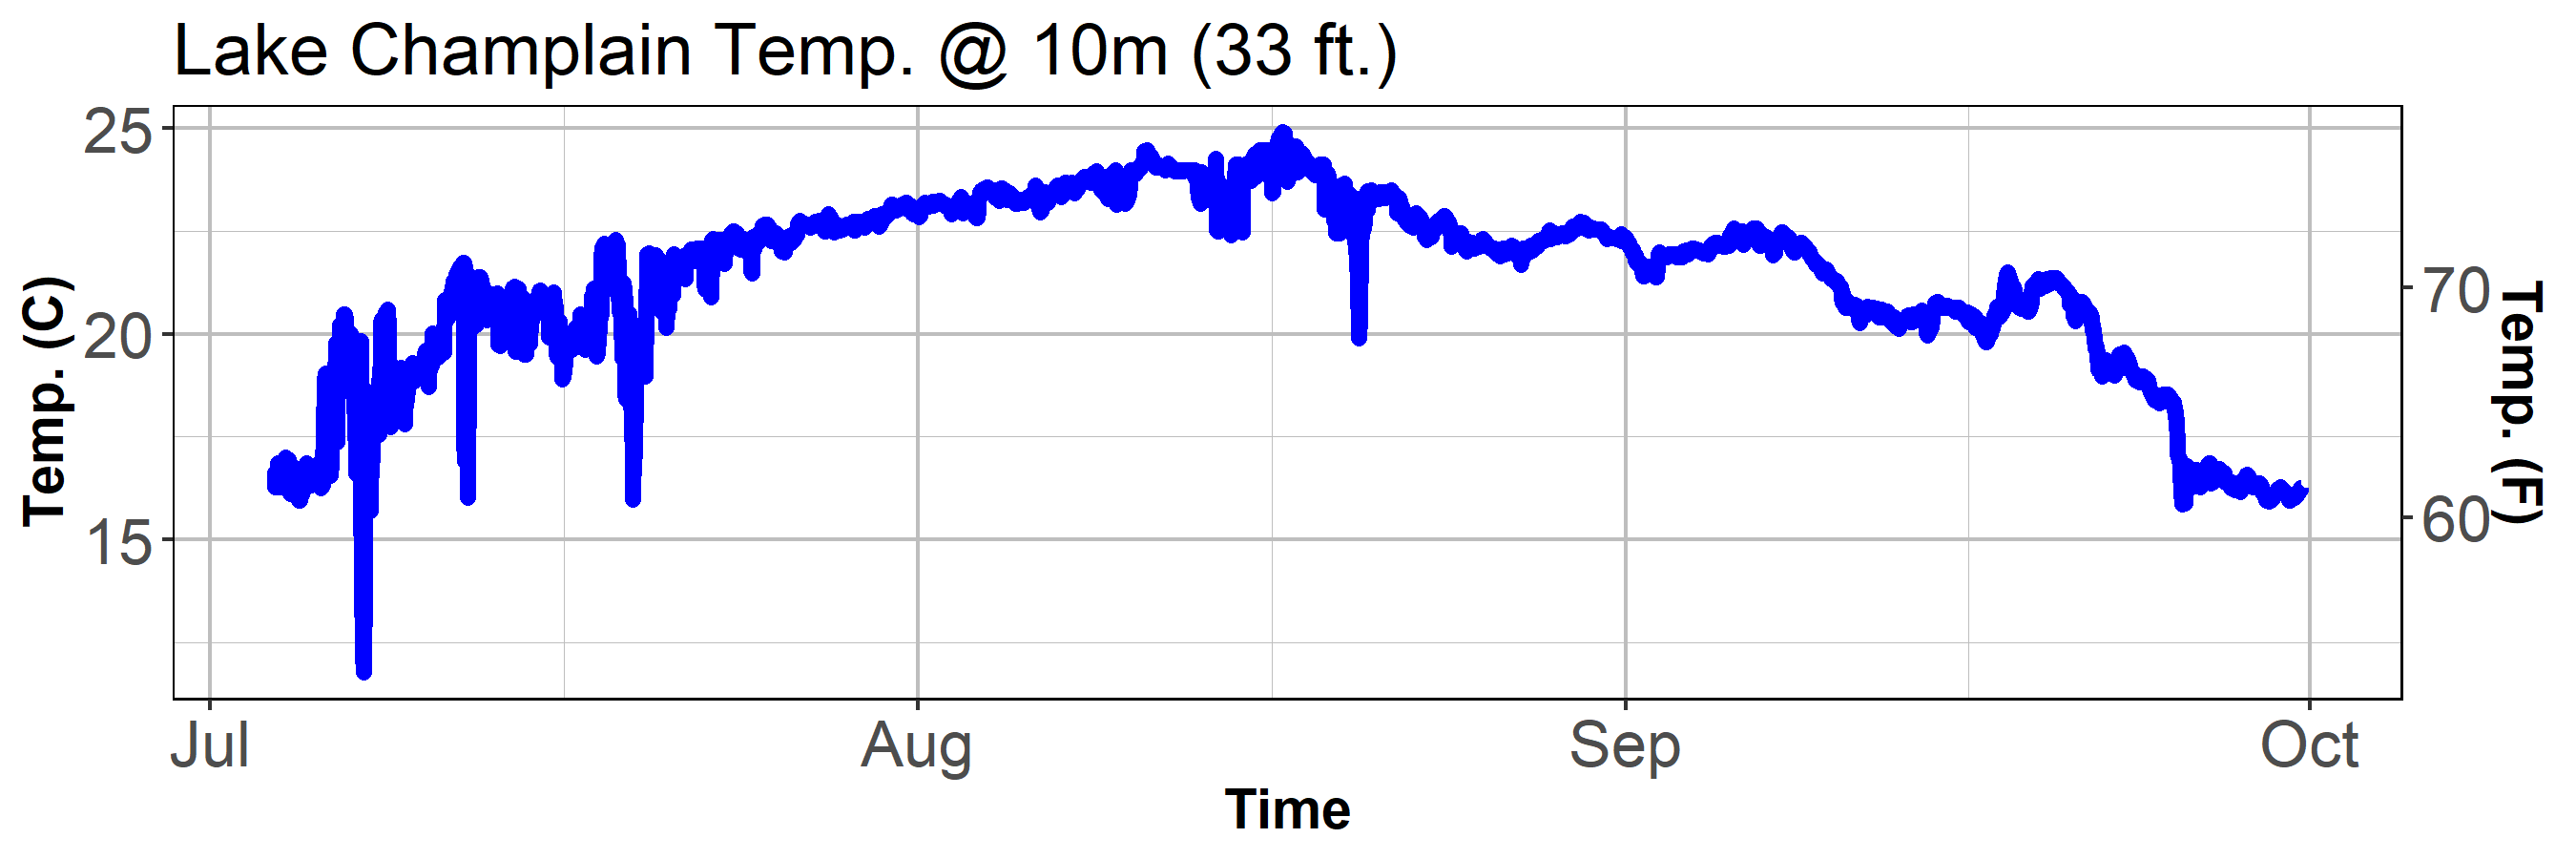 Lake Champlain Temp. @ 10m (33 ft.)
25
20
15
Temp. (C)
70
60
Temp. (F)
Jul Aug Sep Oct
Time